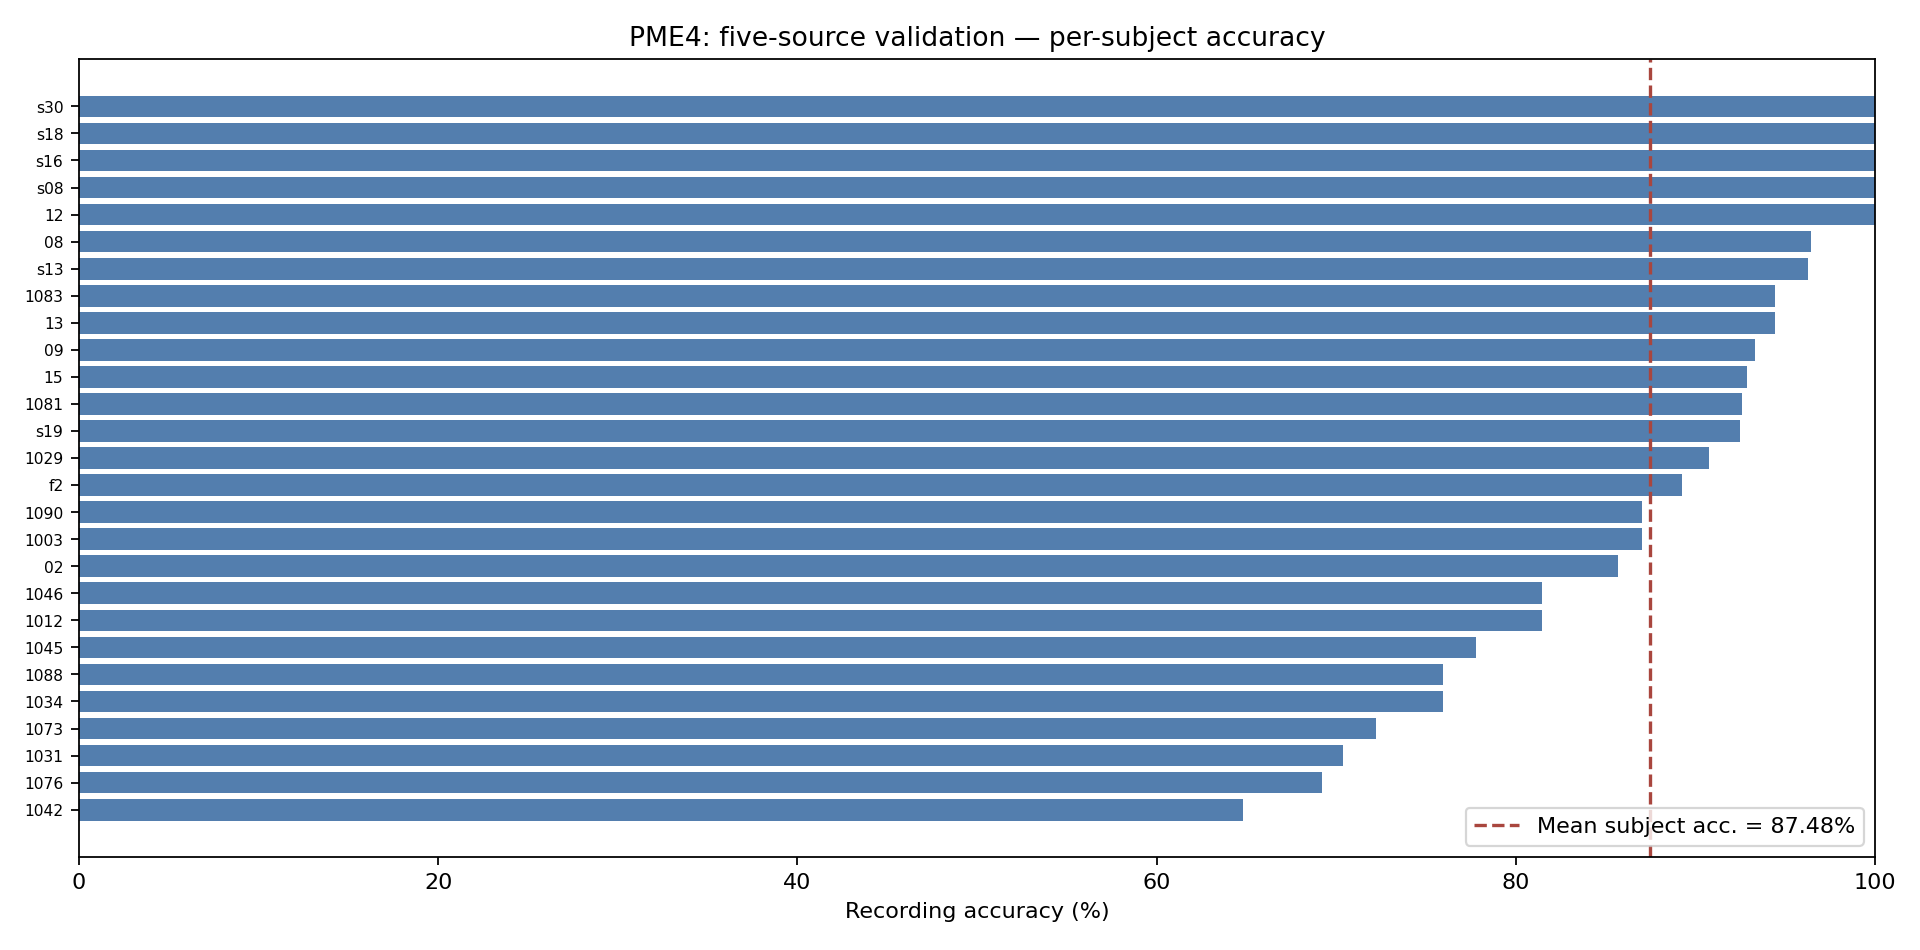 PME4: five-source validation — per-subject accuracy
s30
s18
s16
s08
12
08
s13
1083
13
09
15
1081
s19
1029
f2
1090
1003
02
1046
1012
1045
1088
1034
1073
1031
1076
1042
Mean subject acc. = 87.48%
0 20 40 60 80 100
Recording accuracy (%)